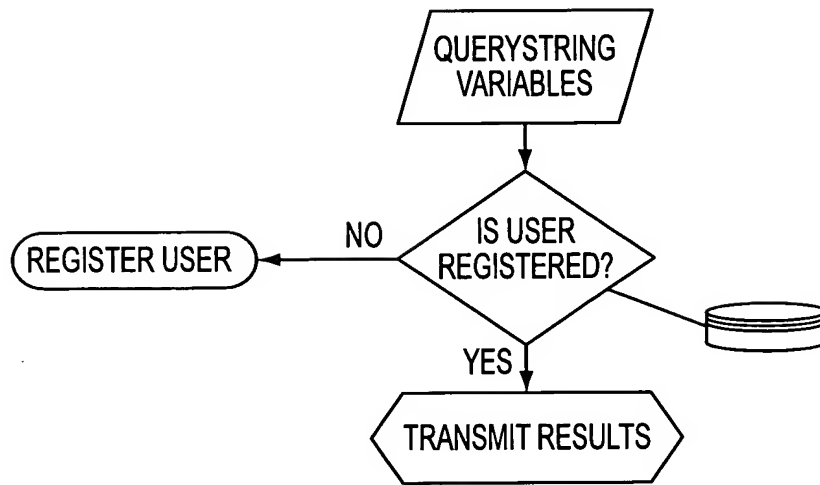 QUERYSTRING
VARIABLES
IS USER
REGISTERED?
NO
REGISTER USER
YES
TRANSMIT RESULTS